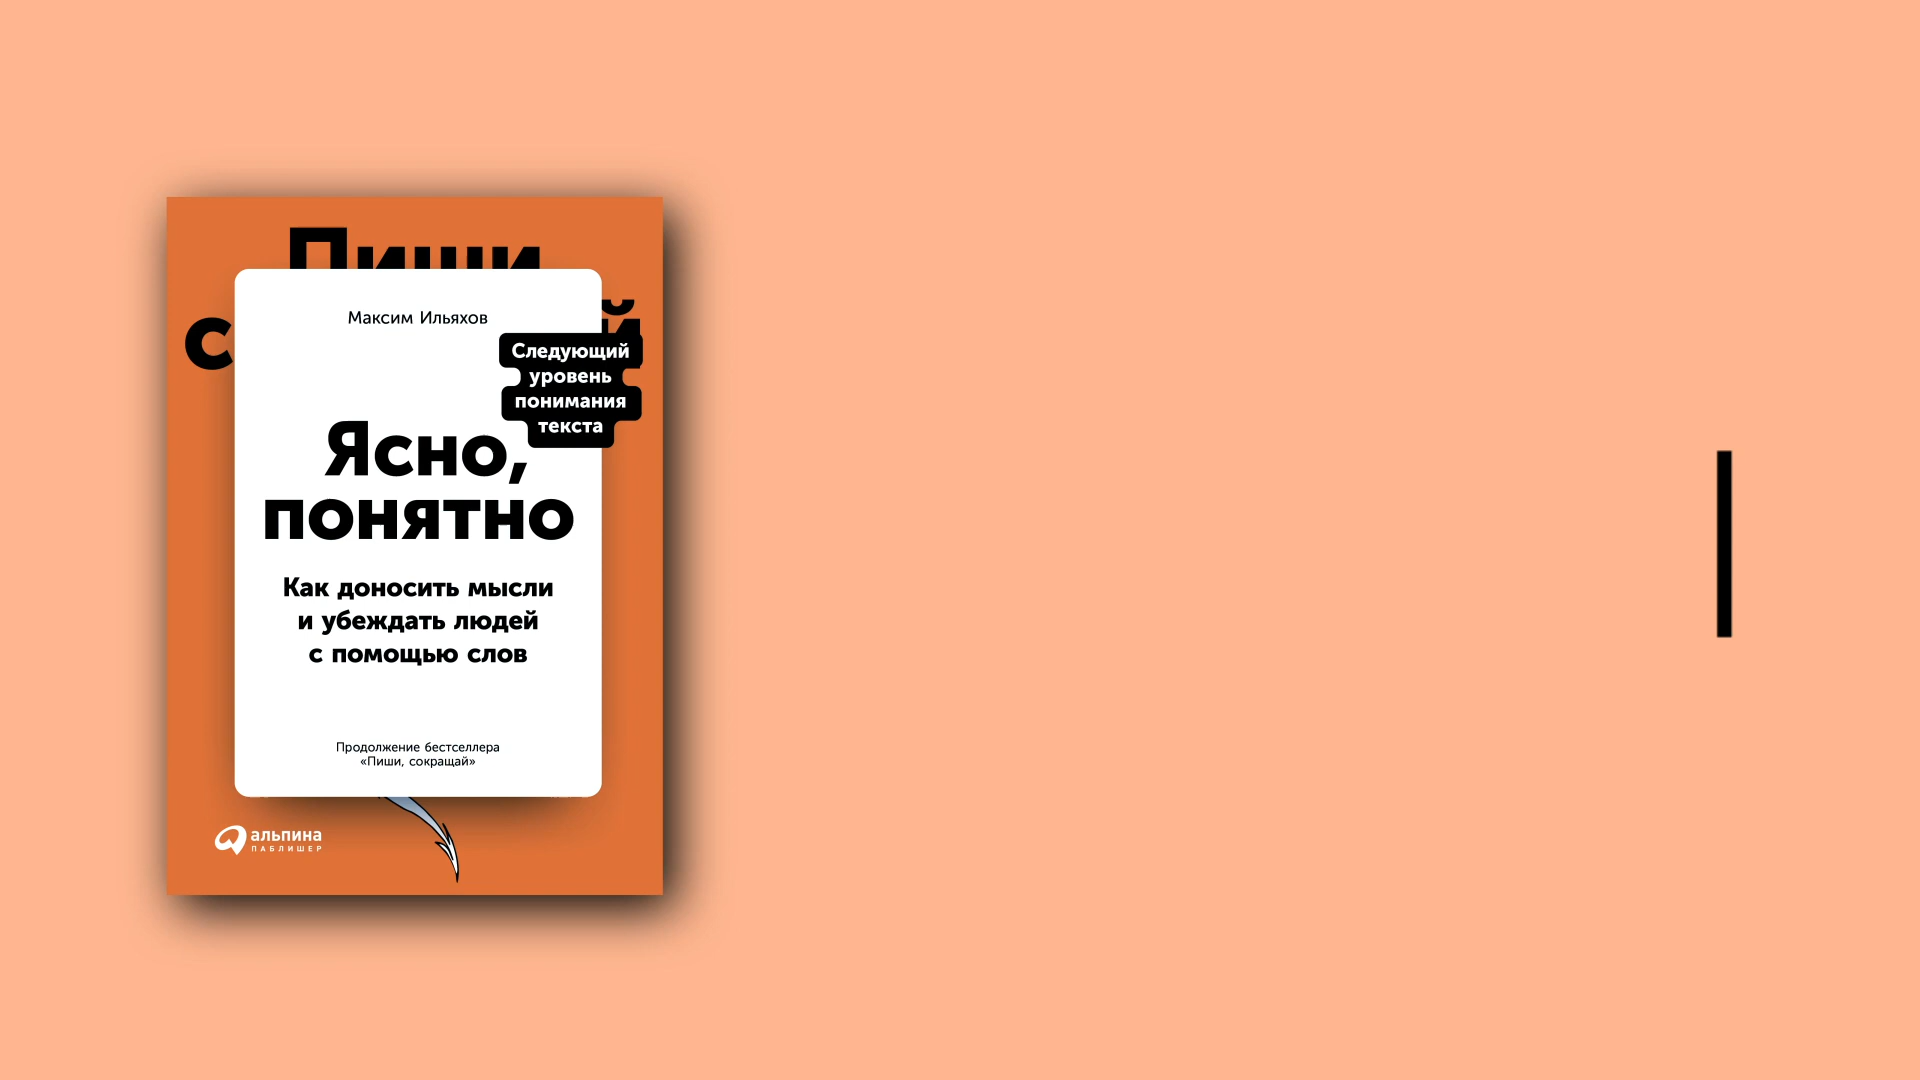 Пиши
с й
Максим Ильяхов
Следующий
уровень
понимания
текста
Ясно,
понятно
Как доносить мысли
и убеждать людей
с помощью слов
Продолжение бестселлера
«Пиши, сокращай»
альпина
ПАБЛИШЕР